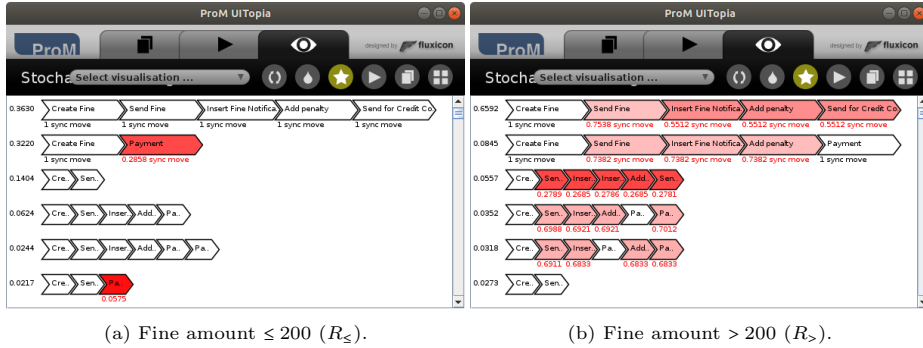 ProM UITopia
ProM
designed by fluxicon
Stocha Select visualisation ...
0.3630 Create Fine Send Fine Insert Fine Notifica Add penalty Send for Credit Co
1 sync move 1 sync move 1 sync move 1 sync move 1 sync move
0.3220 Create Fine Payment
1 sync move 0.2858 sync move
0.1404 Cre.. Sen..
0.0624 Cre.. Sen.. Inser.. Add.. Pa..
0.0244 Cre.. Sen.. Inser.. Add.. Pa.. Pa..
0.0217 Cre.. Sen.. Pa..
0.0575
(a) Fine amount ≤ 200 (R≤).
ProM UITopia
ProM
designed by fluxicon
Stocha Select visualisation ...
0.6592 Create Fine Send Fine Insert Fine Notifica Add penalty Send for Credit Co
1 sync move 0.7538 sync move 0.5512 sync move 0.5512 sync move 0.5512 sync move
0.0845 Create Fine Send Fine Insert Fine Notifica Add penalty Payment
1 sync move 0.7382 sync move 0.7382 sync move 0.7382 sync move 1 sync move
0.0557 Cre.. Sen.. Inser.. Inser.. Add.. Sen..
0.2789 0.2685 0.2786 0.2685 0.2781
0.0352 Cre.. Sen.. Inser.. Add.. Pa.. Pa..
0.6988 0.6921 0.6921 0.7012
0.0318 Cre.. Sen.. Inser.. Pa.. Add.. Pa..
0.6911 0.6833 0.6833 0.6833
0.0273 Cre.. Sen..
(b) Fine amount > 200 (R>).